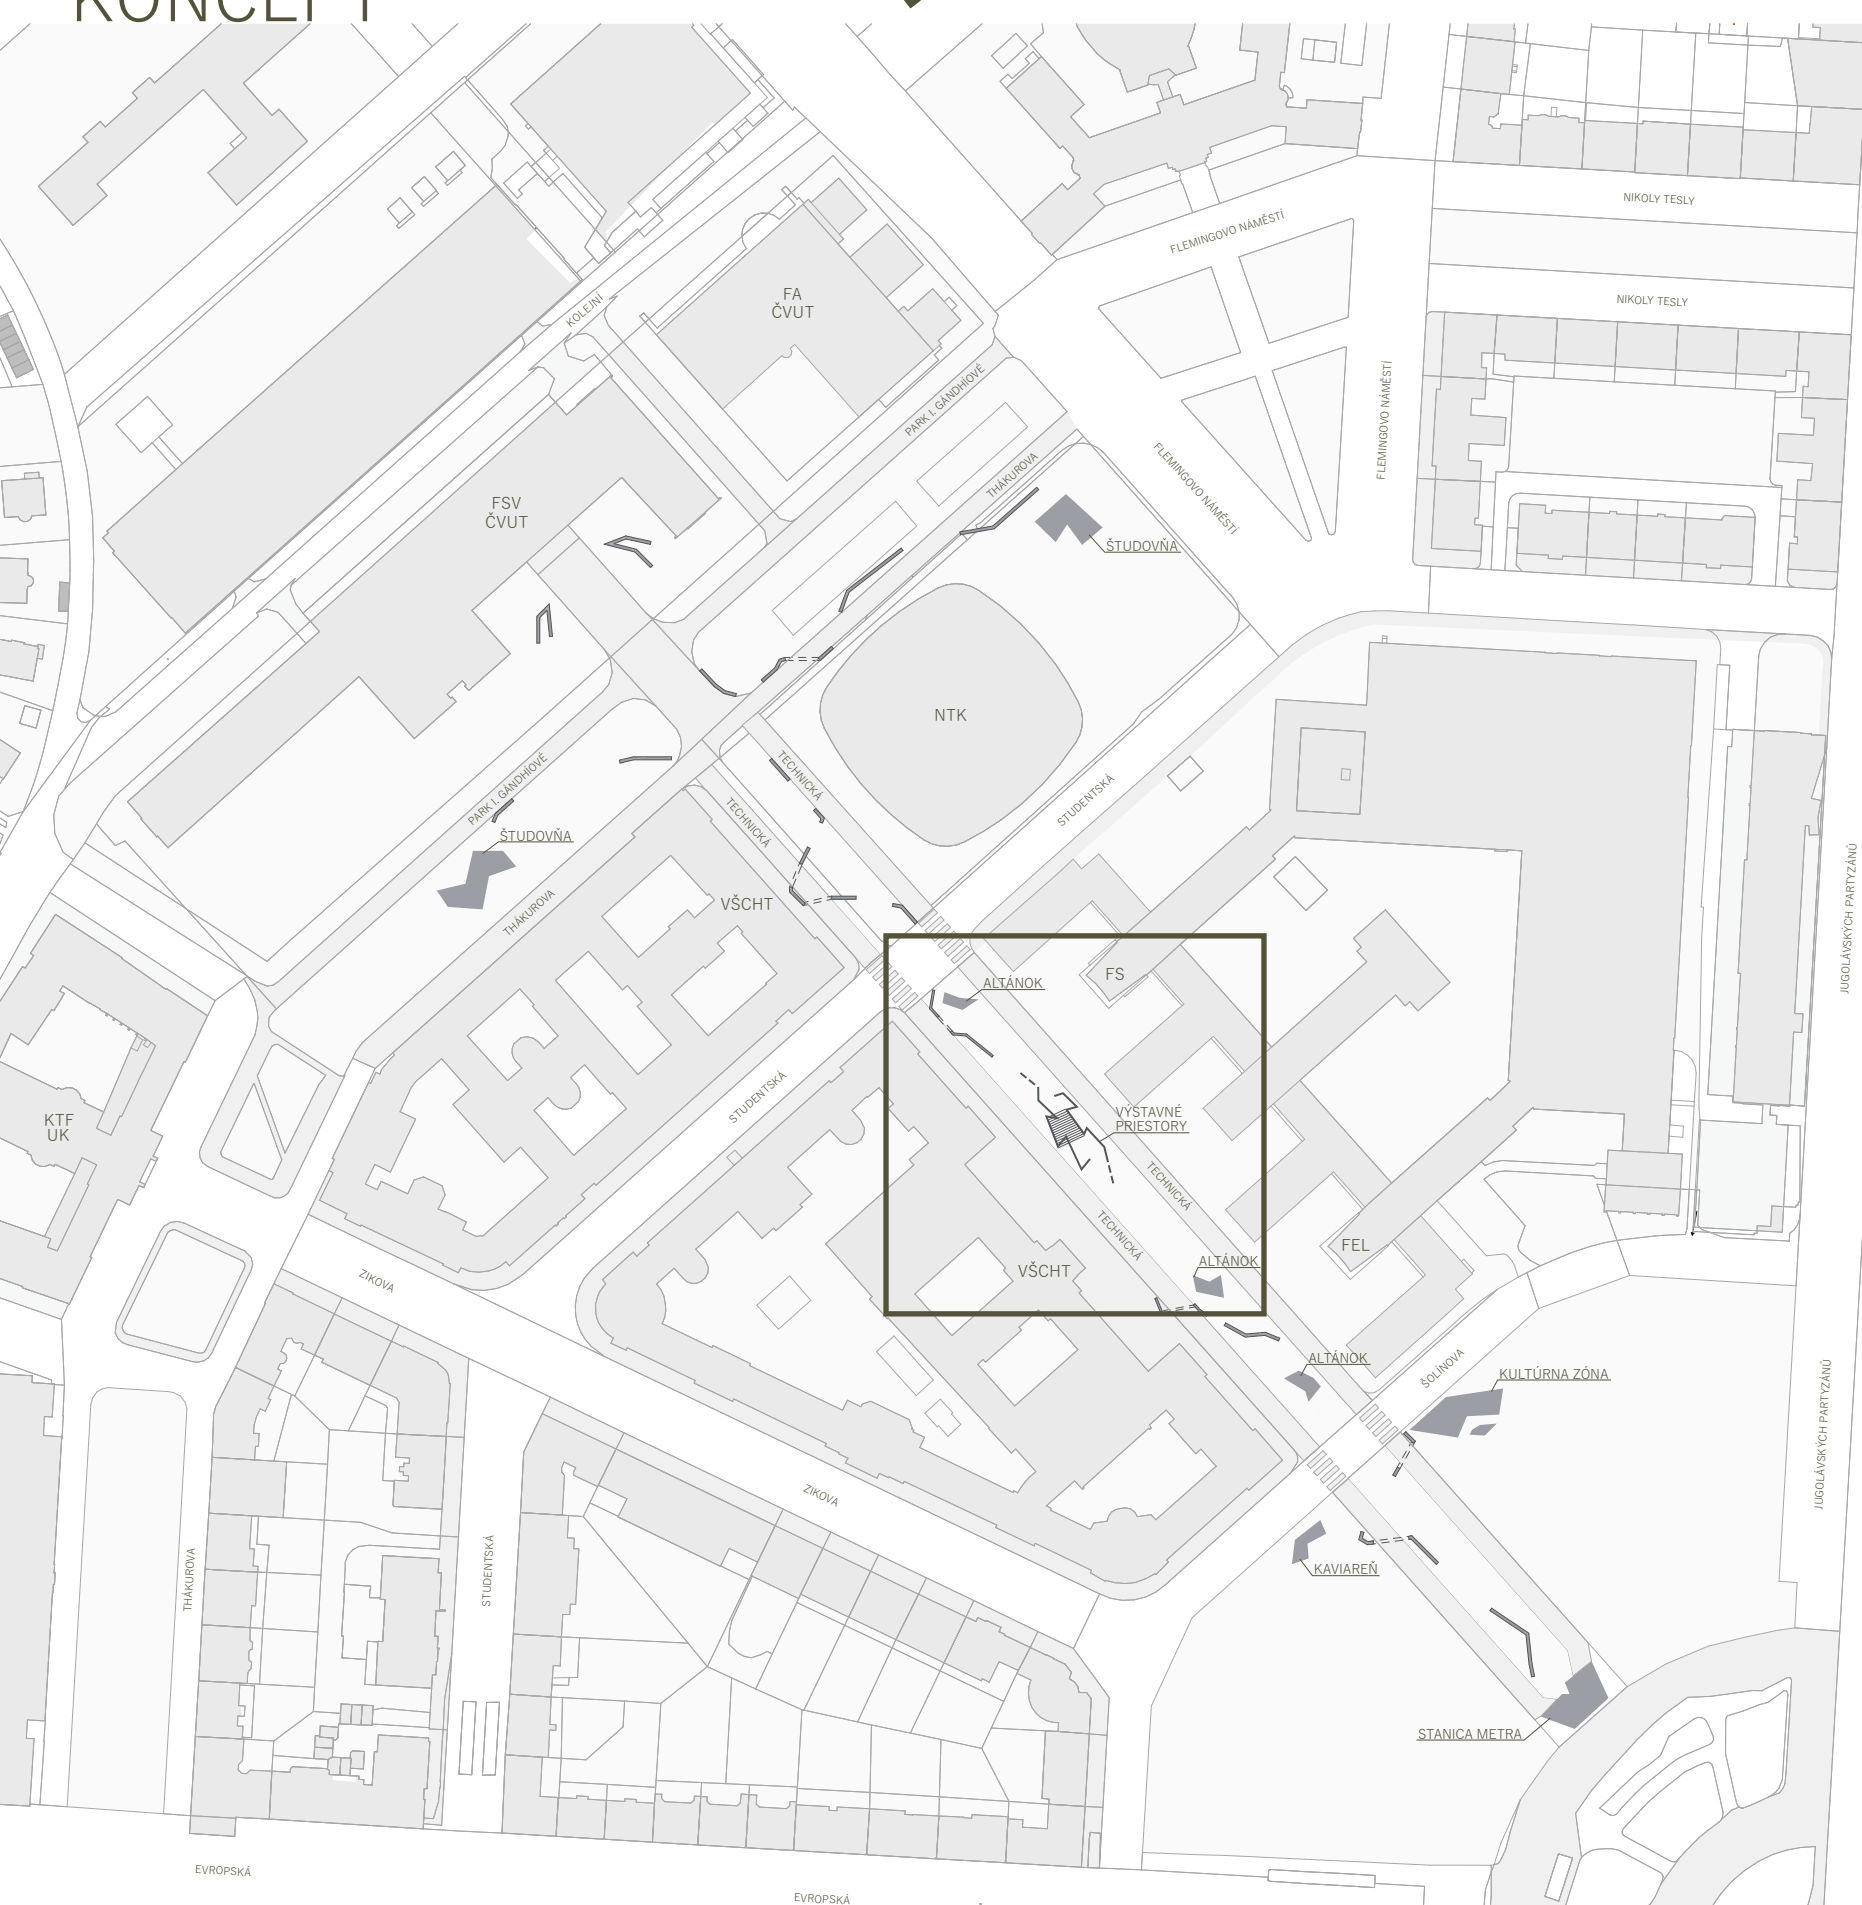 KONCEPT
NIKOLY TESLY
FLEMINGOVO NÁMĚSTÍ
FA
ČVUT
NIKOLY TESLY
KOLEJNÍ
PARK I. GÁNDHÍOVÉ
FLEMINGOVO NÁMĚSTÍ
FLEMINGOVO NÁMĚSTÍ
THÁKUROVA
FSV
ČVUT
ŠTUDOVŇA
NTK
TECHNICKÁ
TECHNICKÁ
STUDENTSKÁ
PARK I. GÁNDHÍOVÉ
ŠTUDOVŇA
THÁKUROVA
VŠCHT
JUGOLÁVSKÝCH PARTYZÁNŮ
FS
ALTÁNOK
STUDENTSKÁ
VÝSTAVNÉ
PRIESTORY
KTF
UK
TECHNICKÁ
TECHNICKÁ
FEL
ALTÁNOK
VŠCHT
ZIKOVA
ALTÁNOK
ŠOLÍNOVA
KULTÚRNA ZÓNA
JUGOLÁVSKÝCH PARTYZÁNŮ
ZIKOVA
THÁKUROVA
STUDENTSKÁ
KAVIAREŇ
STANICA METRA
EVROPSKÁ
EVROPSKÁ